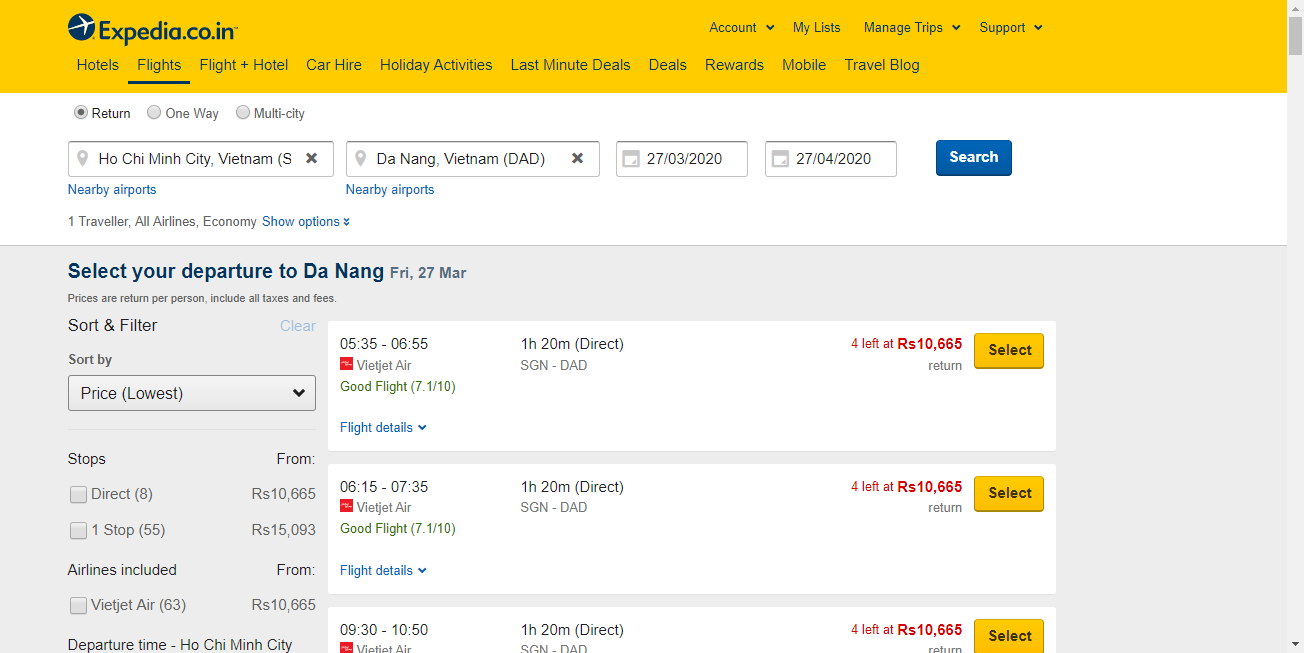 Expedia.co.in
Account My Lists Manage Trips Support
Hotels Flights Flight + Hotel Car Hire Holiday Activities Last Minute Deals Deals Rewards Mobile Travel Blog
Return One Way Multi-city
Ho Chi Minh City, Vietnam (S Da Nang, Vietnam (DAD) 27/03/2020 27/04/2020 Search
Nearby airports Nearby airports
1 Traveller, All Airlines, Economy Show options
Select your departure to Da Nang Fri, 27 Mar
Prices are return per person, include all taxes and fees.
Sort & Filter Clear
Sort by
Price (Lowest)
Stops From:
Direct (8) Rs10,665
1 Stop (55) Rs15,093
Airlines included From:
Vietjet Air (63) Rs10,665
Departure time - Ho Chi Minh City
05:35 - 06:55 1h 20m (Direct) 4 left at Rs10,665 Select
Vietjet Air SGN - DAD return
Good Flight (7.1/10)
Flight details
06:15 - 07:35 1h 20m (Direct) 4 left at Rs10,665 Select
Vietjet Air SGN - DAD return
Good Flight (7.1/10)
Flight details
09:30 - 10:50 1h 20m (Direct) 4 left at Rs10,665 Select
Vietjet Air SGN - DAD return